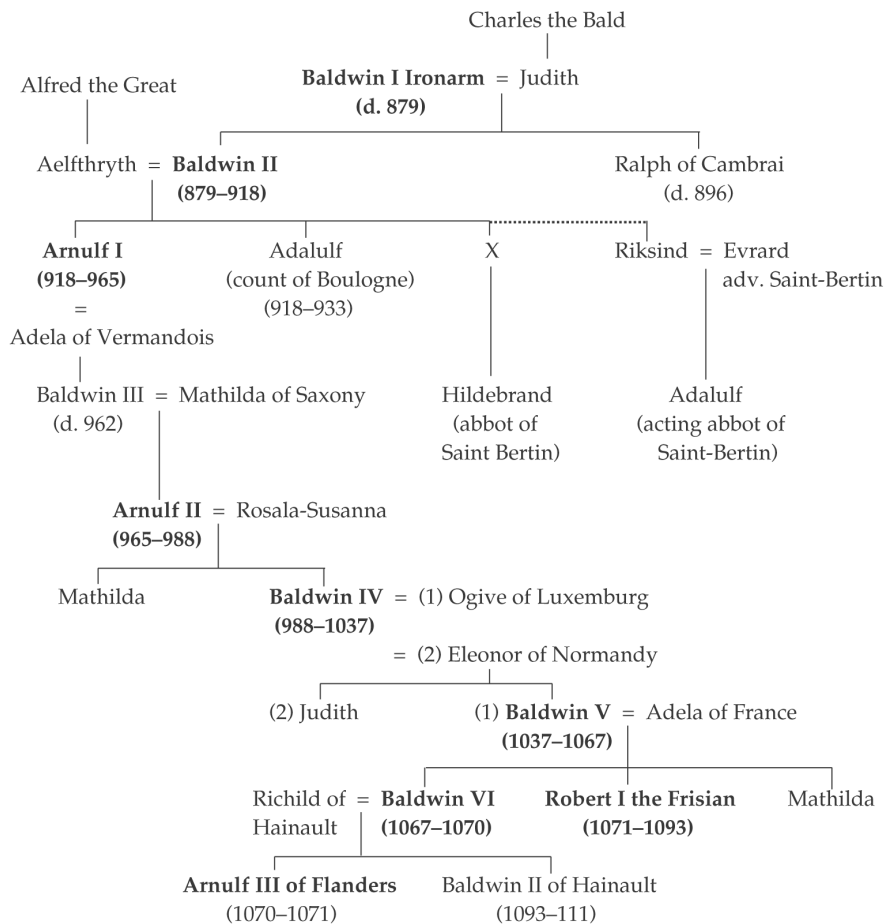 Charles the Bald
Alfred the Great
Baldwin I Ironarm = Judith
(d. 879)
Aelfthryth = Baldwin II
(879–918)
Ralph of Cambrai
(d. 896)
Arnulf I
(918–965)
=
Adela of Vermandois
Adalulf
(count of Boulogne)
(918–933)
X
Riksind = Evrard
adv. Saint-Bertin
Baldwin III = Mathilda of Saxony
(d. 962)
Hildebrand
(abbot of
Saint Bertin)
Adalulf
(acting abbot of
Saint-Bertin)
Arnulf II = Rosala-Susanna
(965–988)
Mathilda
Baldwin IV = (1) Ogive of Luxemburg
(988–1037)
= (2) Eleonor of Normandy
(2) Judith
(1) Baldwin V = Adela of France
(1037–1067)
Richild of = Baldwin VI
Hainault (1067–1070)
Robert I the Frisian
(1071–1093)
Mathilda
Arnulf III of Flanders
(1070–1071)
Baldwin II of Hainault
(1093–111)